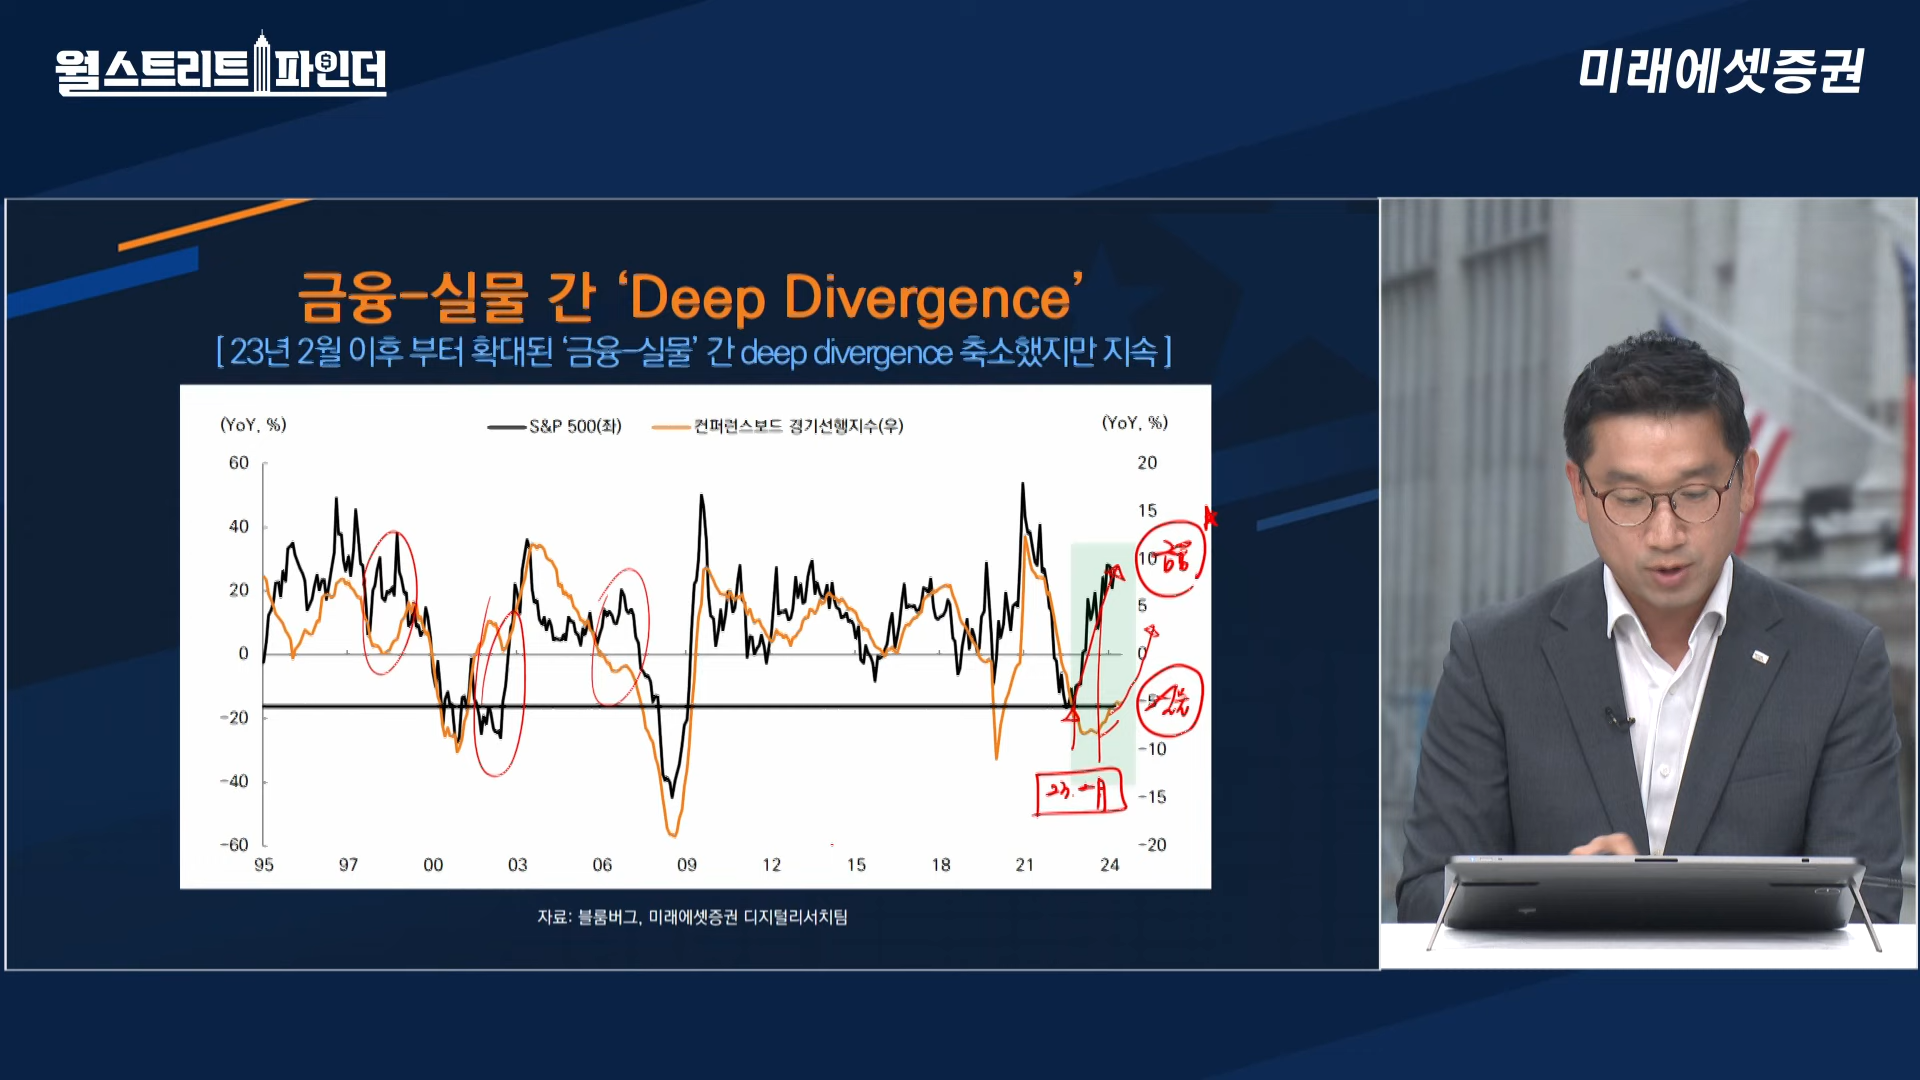 월스트리트 파인더
미래에셋증권
금융-실물 간 ‘Deep Divergence’
[ 23년 2월 이후 부터 확대된 ‘금융-실물’ 간 deep divergence 축소했지만 지속 ]
(YoY, %) S&P 500(좌) 컨퍼런스보드 경기선행지수(우) (YoY, %)
60 20
15
40
10
20
5
0 0
-5
-20
-10
-40
-15
-60 -20
95 97 00 03 06 09 12 15 18 21 24
금융
실물
자료: 블룸버그, 미래에셋증권 디지털리서치팀